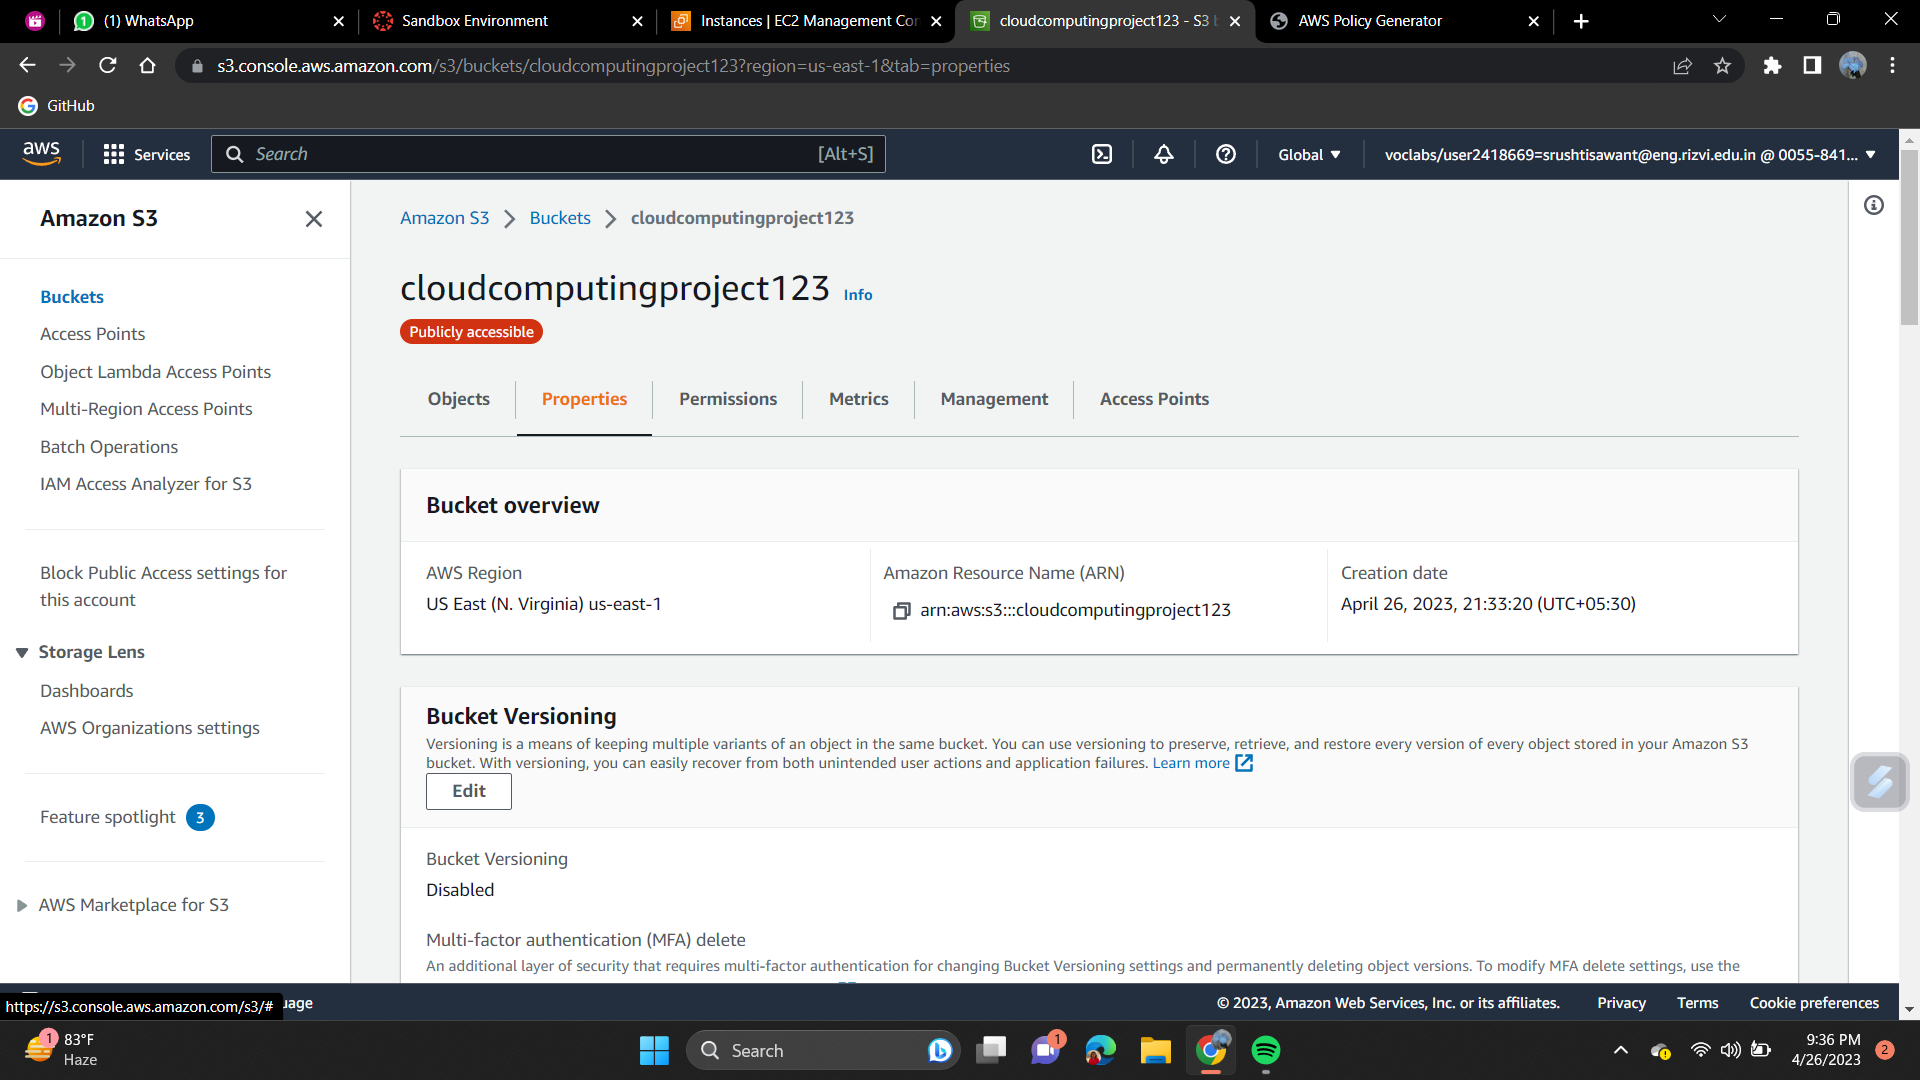 (1) WhatsApp
Sandbox Environment
Instances | EC2 Management Con
cloudcomputingproject123 - S3 b
AWS Policy Generator
s3.console.aws.amazon.com/s3/buckets/cloudcomputingproject123?region=us-east-1&tab=properties
GitHub
aws
Services
Search
[Alt+S]
Global
voclabs/user2418669=srushtisawant@eng.rizvi.edu.in @ 0055-841...
Amazon S3
Buckets
Access Points
Object Lambda Access Points
Multi-Region Access Points
Batch Operations
IAM Access Analyzer for S3
Block Public Access settings for
this account
Storage Lens
Dashboards
AWS Organizations settings
Feature spotlight 3
AWS Marketplace for S3
Amazon S3 > Buckets > cloudcomputingproject123
cloudcomputingproject123 Info
Publicly accessible
Objects
Properties
Permissions
Metrics
Management
Access Points
Bucket overview
AWS Region
US East (N. Virginia) us-east-1
Amazon Resource Name (ARN)
arn:aws:s3:::cloudcomputingproject123
Creation date
April 26, 2023, 21:33:20 (UTC+05:30)
Bucket Versioning
Versioning is a means of keeping multiple variants of an object in the same bucket. You can use versioning to preserve, retrieve, and restore every version of every object stored in your Amazon S3
bucket. With versioning, you can easily recover from both unintended user actions and application failures. Learn more
Edit
Bucket Versioning
Disabled
Multi-factor authentication (MFA) delete
An additional layer of security that requires multi-factor authentication for changing Bucket Versioning settings and permanently deleting object versions. To modify MFA delete settings, use the
https://s3.console.aws.amazon.com/s3/#
uage
© 2023, Amazon Web Services, Inc. or its affiliates.
Privacy
Terms
Cookie preferences
1
83°F
Haze
Search
1
9:36 PM
4/26/2023
2